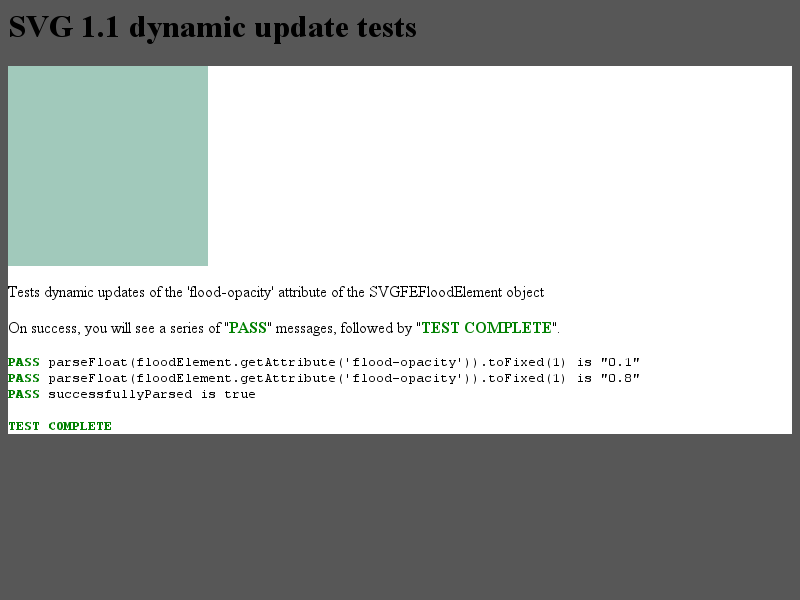 SVG 1.1 dynamic update tests
Tests dynamic updates of the 'flood-opacity' attribute of the SVGFEFloodElement object
On success, you will see a series of "PASS" messages, followed by "TEST COMPLETE".
PASS parseFloat(floodElement.getAttribute('flood-opacity')).toFixed(1) is "0.1"
PASS parseFloat(floodElement.getAttribute('flood-opacity')).toFixed(1) is "0.8"
PASS successfullyParsed is true
TEST COMPLETE